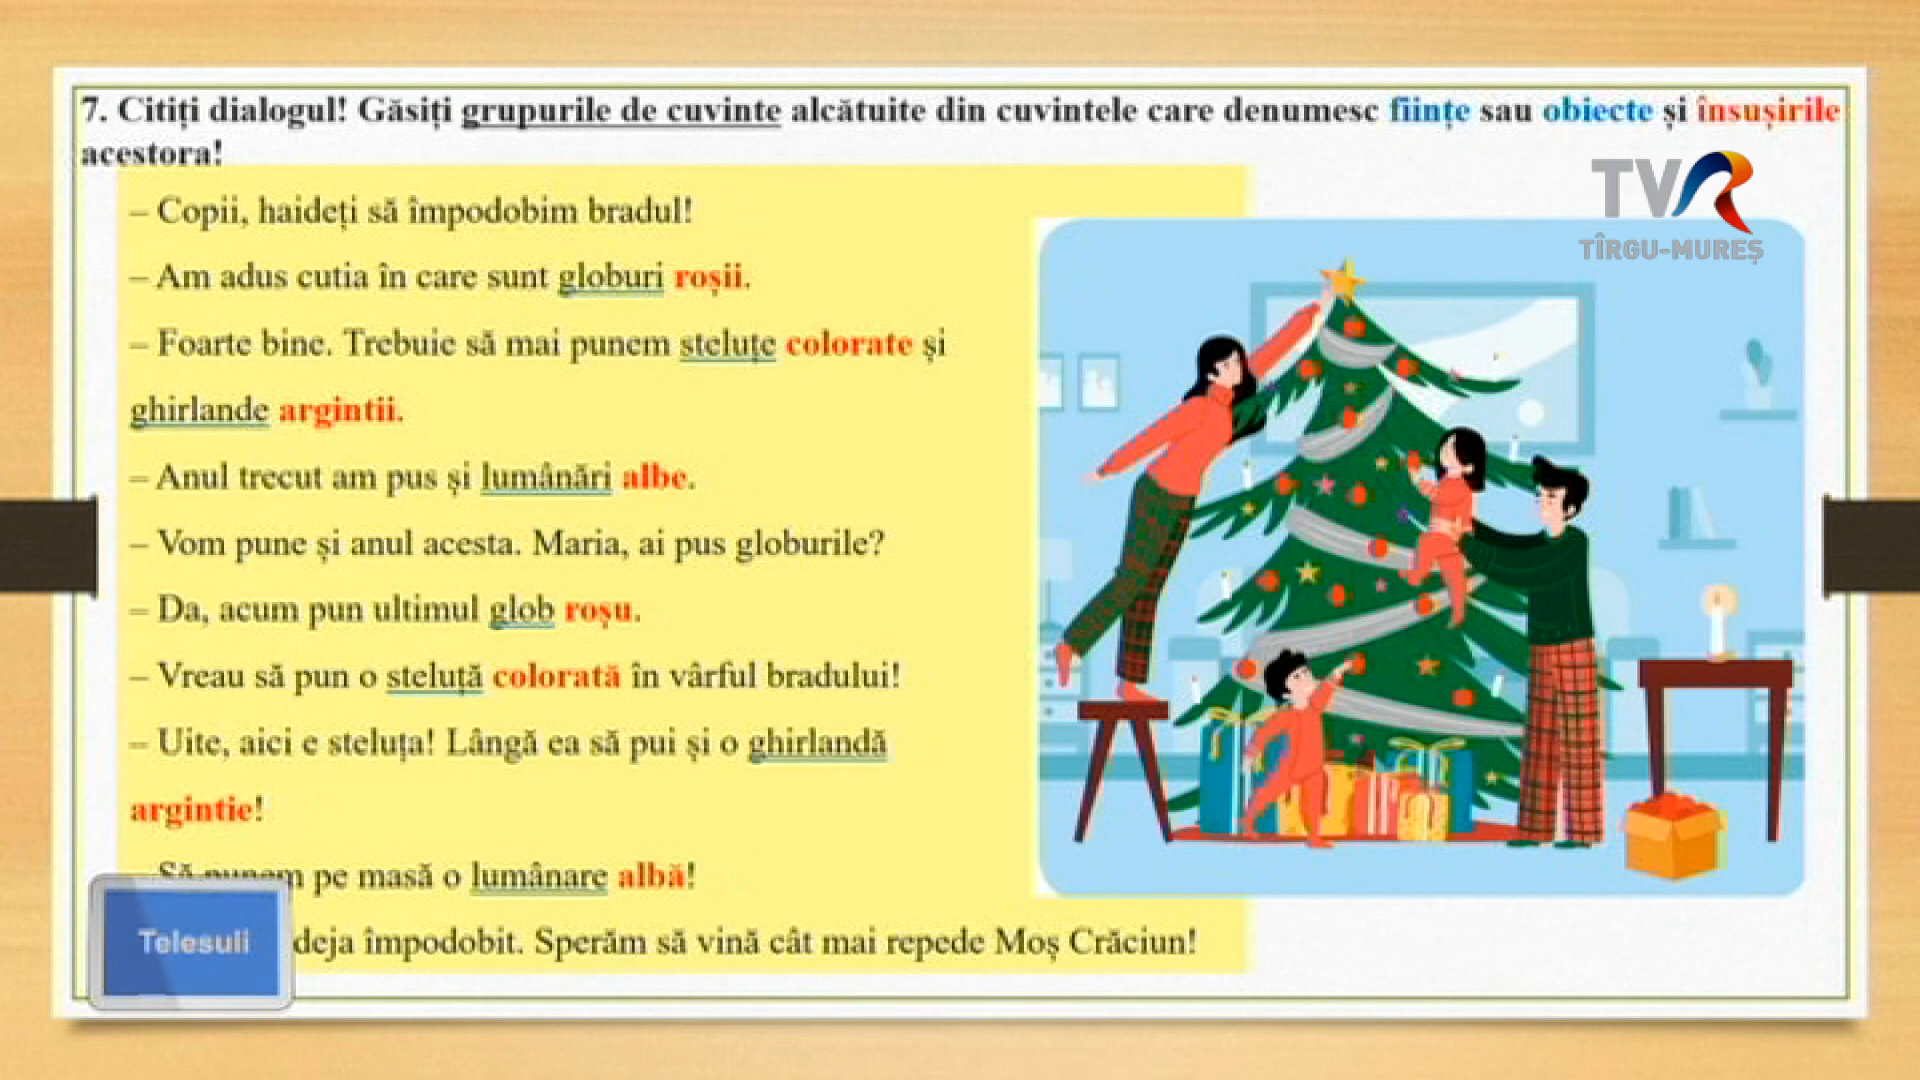 7. Citiți dialogul! Găsiți grupurile de cuvinte alcătuite din cuvintele care denumesc ființe sau obiecte și însușirile
acestora!
TVR
TÎRGU-MUREȘ
– Copii, haideți să împodobim bradul!
– Am adus cutia în care sunt globuri roșii.
– Foarte bine. Trebuie să mai punem steluțe colorate și
ghirlande argintii.
– Anul trecut am pus și lumânări albe.
– Vom pune și anul acesta. Maria, ai pus globurile?
– Da, acum pun ultimul glob roșu.
– Vreau să pun o steluță colorată în vârful bradului!
– Uite, aici e steluța! Lângă ea să pui și o ghirlandă
argintie!
– Să punem pe masă o lumânare albă!
deja împodobit. Sperăm să vină cât mai repede Moș Crăciun!
Telesuli